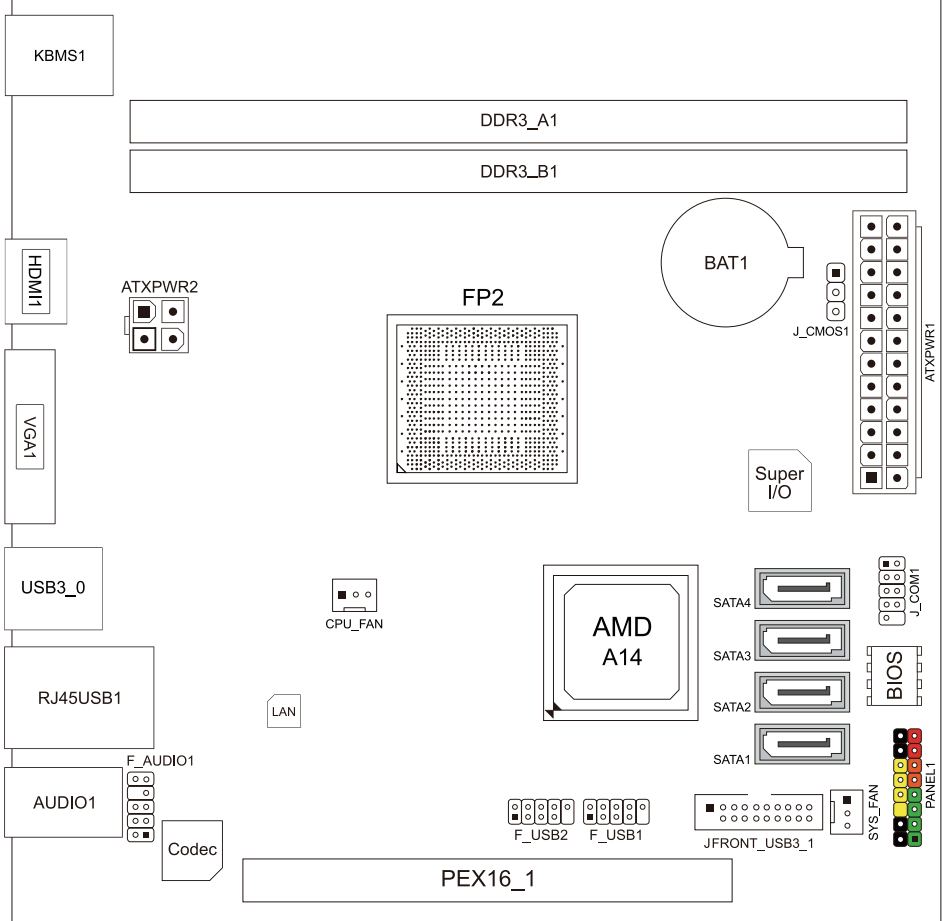 KBMS1
DDR3_A1
DDR3_B1
HDMI1
ATXPWR2
FP2
BAT1
J_CMOS1
ATXPWR1
VGA1
Super
I/O
USB3_0
CPU_FAN
AMD
A14
SATA4
J_COM1
SATA3
BIOS
RJ45USB1
LAN
SATA2
SATA1
PANEL1
F_AUDIO1
AUDIO1
Codec
F_USB2
F_USB1
JFRONT_USB3_1
SYS_FAN
PEX16_1